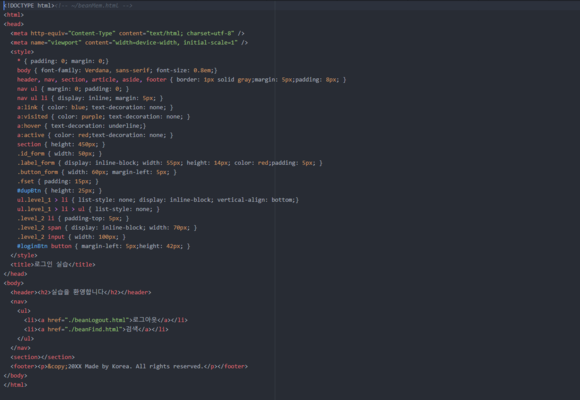 <!DOCTYPE html><!-- ~/beanMem.html -->
<html>
<head>
<meta http-equiv="Content-Type" content="text/html; charset=utf-8" />
<meta name="viewport" content="width=device-width, initial-scale=1" />
<style>
* { padding: 0; margin: 0;}
body { font-family: Verdana, sans-serif; font-size: 0.8em;}
header, nav, section, article, aside, footer { border: 1px solid gray;margin: 5px;padding: 8px; }
nav ul { margin: 0; padding: 0; }
nav ul li { display: inline; margin: 5px; }
a:link { color: blue; text-decoration: none; }
a:visited { color: purple; text-decoration: none; }
a:hover { text-decoration: underline;}
a:active { color: red;text-decoration: none; }
section { height: 450px; }
.id_form { width: 50px; }
.label_form { display: inline-block; width: 55px; height: 14px; color: red;padding: 5px; }
.button_form { width: 60px; margin-left: 5px; }
.fset { padding: 15px; }
#dupBtn { height: 25px; }
ul.level_1 > li { list-style: none; display: inline-block; vertical-align: bottom;}
ul.level_1 > li > ul { list-style: none; }
.level_2 li { padding-top: 5px; }
.level_2 span { display: inline-block; width: 70px; }
.level_2 input { width: 100px; }
#loginBtn button { margin-left: 5px;height: 42px; }
</style>
<title>로그인 실습</title>
</head>
<body>
<header><h2>실습을 환영합니다</h2></header>
<nav>
<ul>
<li><a href="./beanLogout.html">로그아웃</a></li>
<li><a href="./beanFind.html">검색</a></li>
</ul>
</nav>
<section></section>
<footer><p>&copy;20XX Made by Korea. All rights reserved.</p></footer>
</body>
</html>